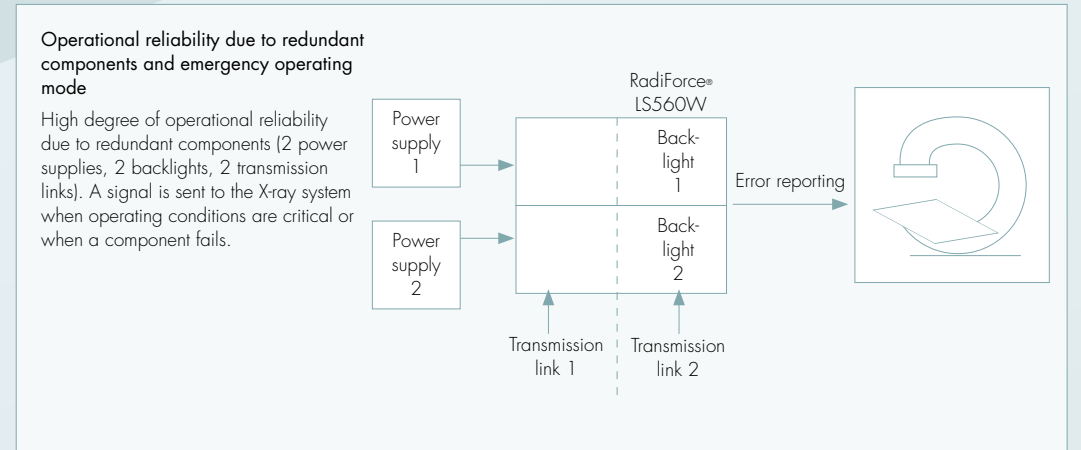 Operational reliability due to redundant
components and emergency operating
mode
High degree of operational reliability
due to redundant components (2 power
supplies, 2 backlights, 2 transmission
links). A signal is sent to the X-ray system
when operating conditions are critical or
when a component fails.
Power
supply
1
Power
supply
2
RadiForce®
LS560W
Back-
light
1
Back-
light
2
Transmission
link 1
Transmission
link 2
Error reporting